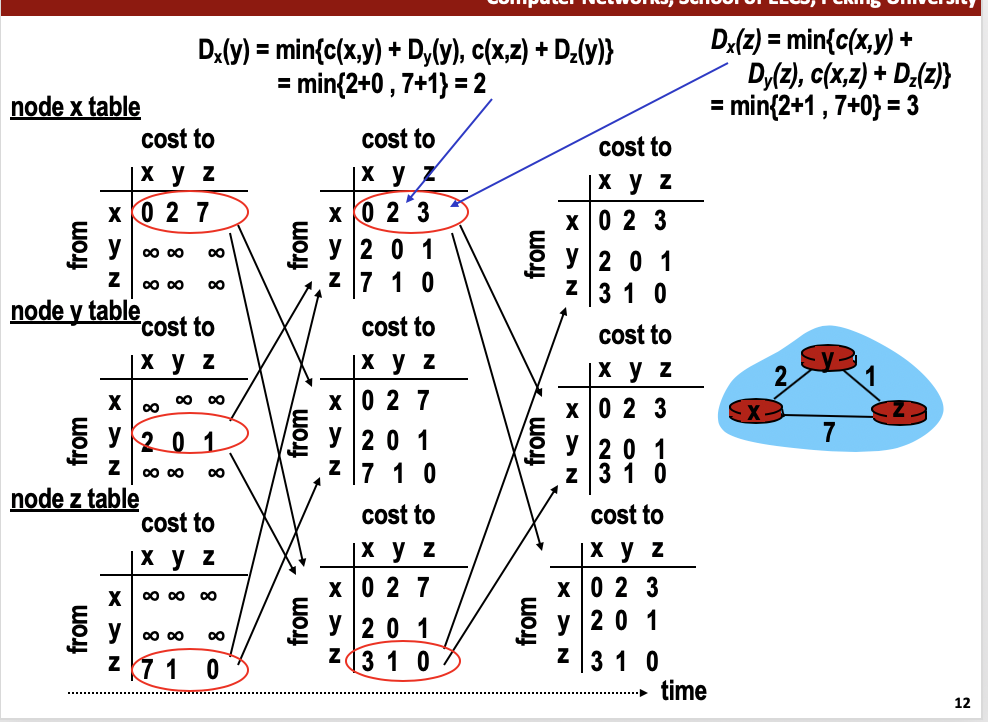 Computer Networks, School of EECS, Peking University
Dx(y) = min{c(x,y) + Dy(y), c(x,z) + Dz(y)}
= min{2+0 , 7+1} = 2
Dx(z) = min{c(x,y) +
Dy(z), c(x,z) + Dz(z)}
= min{2+1 , 7+0} = 3
node x table
cost to
x y z
from
x 0 2 7
y ∞ ∞ ∞
z ∞ ∞ ∞
cost to
x y z
from
x 0 2 3
y 2 0 1
z 7 1 0
cost to
x y z
from
x 0 2 3
y 2 0 1
z 3 1 0
node y table
cost to
x y z
from
x ∞ ∞ ∞
y 2 0 1
z ∞ ∞ ∞
cost to
x y z
from
x 0 2 7
y 2 0 1
z 7 1 0
cost to
x y z
from
x 0 2 3
y 2 0 1
z 3 1 0
y
2 1
x z
7
node z table
cost to
x y z
from
x ∞ ∞ ∞
y ∞ ∞ ∞
z 7 1 0
cost to
x y z
from
x 0 2 7
y 2 0 1
z 3 1 0
cost to
x y z
from
x 0 2 3
y 2 0 1
z 3 1 0
time
12